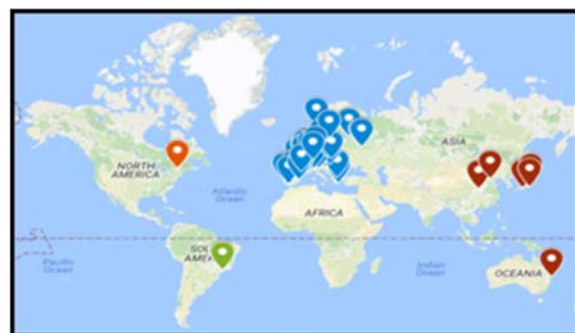 ASIA
NORTH
AMERICA
Atlantic
Ocean
AFRICA
Pacific
Ocean
Indian
Ocean
OCEANIA